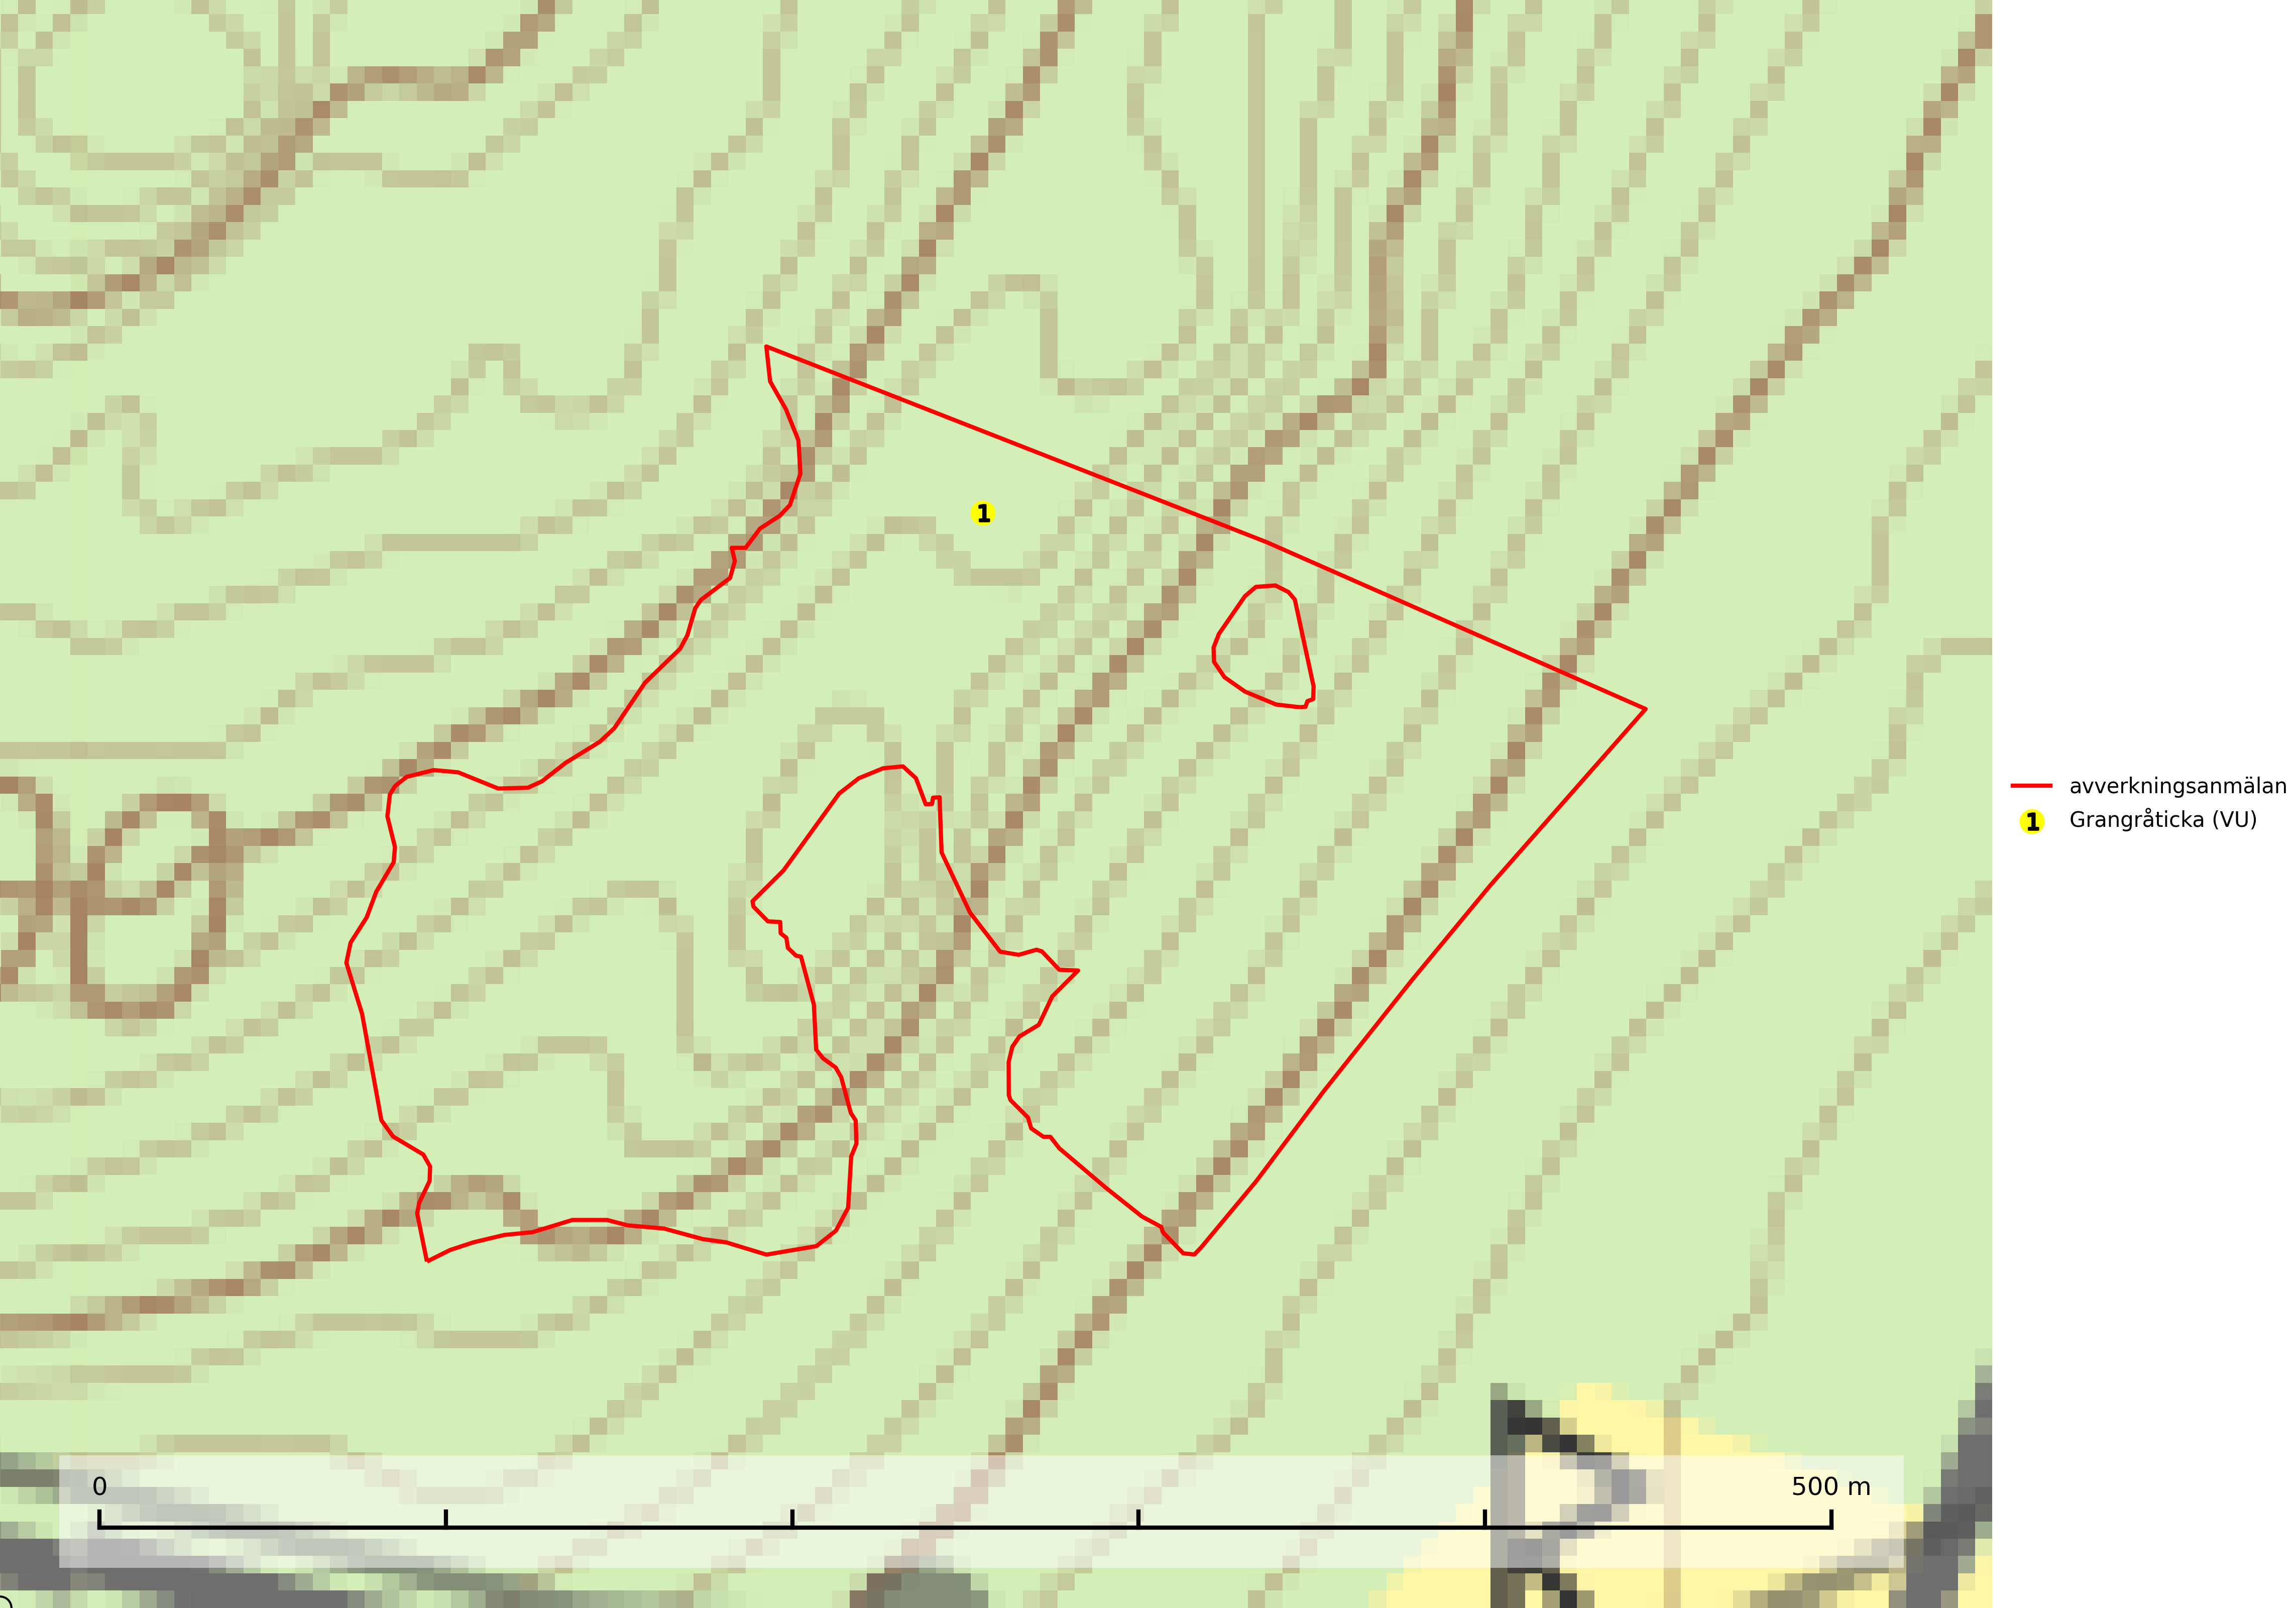 1
avverkningsanmälan
1 Grangråticka (VU)
0 500 m